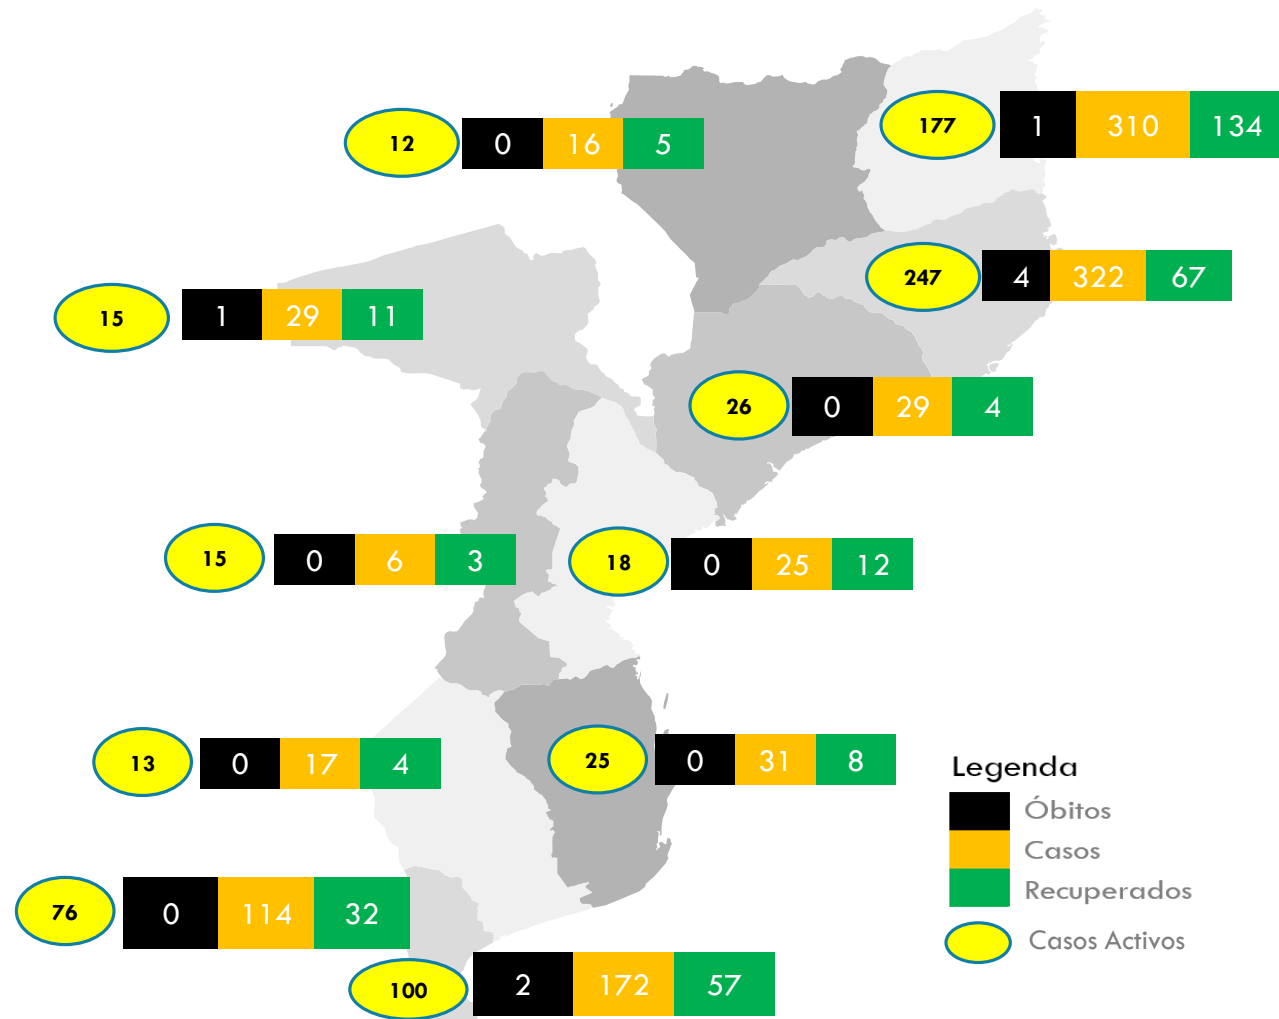 177 1 310 134
12 0 16 5
247 4 322 67
15 1 29 11
26 0 29 4
15 0 6 3
18 0 25 12
13 0 17 4
25 0 31 8
Legenda
Óbitos
Casos
Recuperados
Casos Activos
76 0 114 32
100 2 172 57